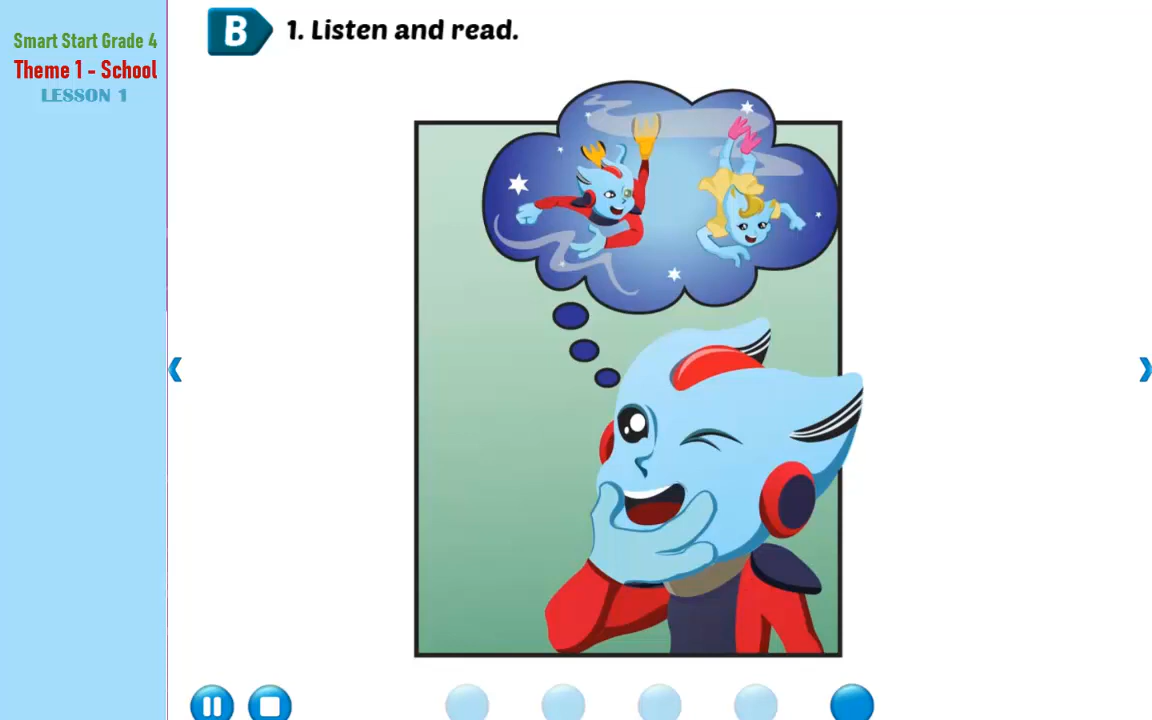 Smart Start Grade 4
Theme 1 - School
LESSON 1
B 1. Listen and read.